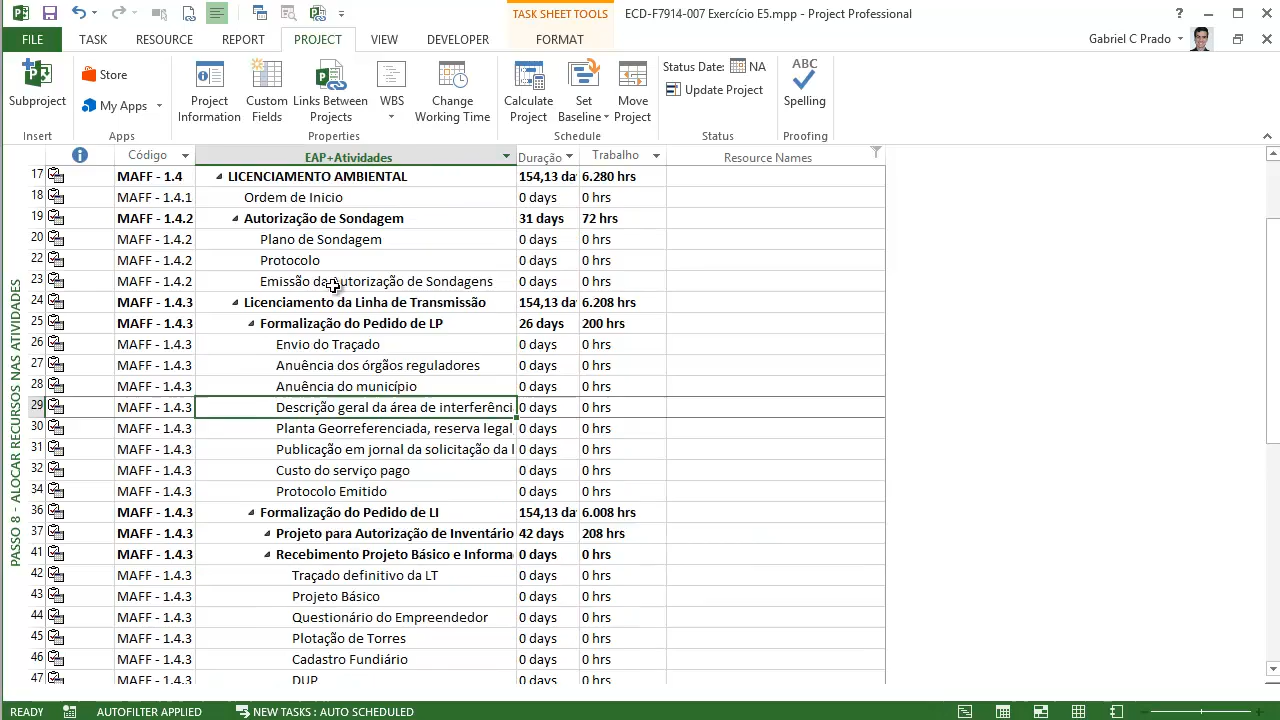 TASK SHEET TOOLS ECD-F7914-007 Exercício E5.mpp - Project Professional
FILE TASK RESOURCE REPORT PROJECT VIEW DEVELOPER FORMAT Gabriel C Prado
Subproject
Store
My Apps
Project Information
Custom Fields
Links Between Projects
WBS
Change Working Time
Calculate Project
Set Baseline
Move Project
Status Date: NA
Update Project
ABC
Spelling
Insert Apps Properties Schedule Status Proofing
Código EAP+Atividades Duração Trabalho Resource Names
17 MAFF - 1.4 LICENCIAMENTO AMBIENTAL 154,13 da 6.280 hrs
18 MAFF - 1.4.1 Ordem de Inicio 0 days 0 hrs
19 MAFF - 1.4.2 Autorização de Sondagem 31 days 72 hrs
20 MAFF - 1.4.2 Plano de Sondagem 0 days 0 hrs
22 MAFF - 1.4.2 Protocolo 0 days 0 hrs
23 MAFF - 1.4.2 Emissão da Autorização de Sondagens 0 days 0 hrs
24 MAFF - 1.4.3 Licenciamento da Linha de Transmissão 154,13 da 6.208 hrs
25 MAFF - 1.4.3 Formalização do Pedido de LP 26 days 200 hrs
26 MAFF - 1.4.3 Envio do Traçado 0 days 0 hrs
27 MAFF - 1.4.3 Anuência dos órgãos reguladores 0 days 0 hrs
28 MAFF - 1.4.3 Anuência do município 0 days 0 hrs
29 MAFF - 1.4.3 Descrição geral da área de interferênci 0 days 0 hrs
30 MAFF - 1.4.3 Planta Georreferenciada, reserva legal, 0 days 0 hrs
31 MAFF - 1.4.3 Publicação em jornal da solicitação da l 0 days 0 hrs
32 MAFF - 1.4.3 Custo do serviço pago 0 days 0 hrs
34 MAFF - 1.4.3 Protocolo Emitido 0 days 0 hrs
36 MAFF - 1.4.3 Formalização do Pedido de LI 154,13 da 6.008 hrs
37 MAFF - 1.4.3 Projeto para Autorização de Inventário 42 days 208 hrs
41 MAFF - 1.4.3 Recebimento Projeto Básico e Informa 0 days 0 hrs
42 MAFF - 1.4.3 Traçado definitivo da LT 0 days 0 hrs
43 MAFF - 1.4.3 Projeto Básico 0 days 0 hrs
44 MAFF - 1.4.3 Questionário do Empreendedor 0 days 0 hrs
45 MAFF - 1.4.3 Plotação de Torres 0 days 0 hrs
46 MAFF - 1.4.3 Cadastro Fundiário 0 days 0 hrs
47 MAFF - 1.4.3 DUP 0 days 0 hrs
PASSO 8 - ALOCAR RECURSOS NAS ATIVIDADES
READY AUTOFILTER APPLIED NEW TASKS : AUTO SCHEDULED